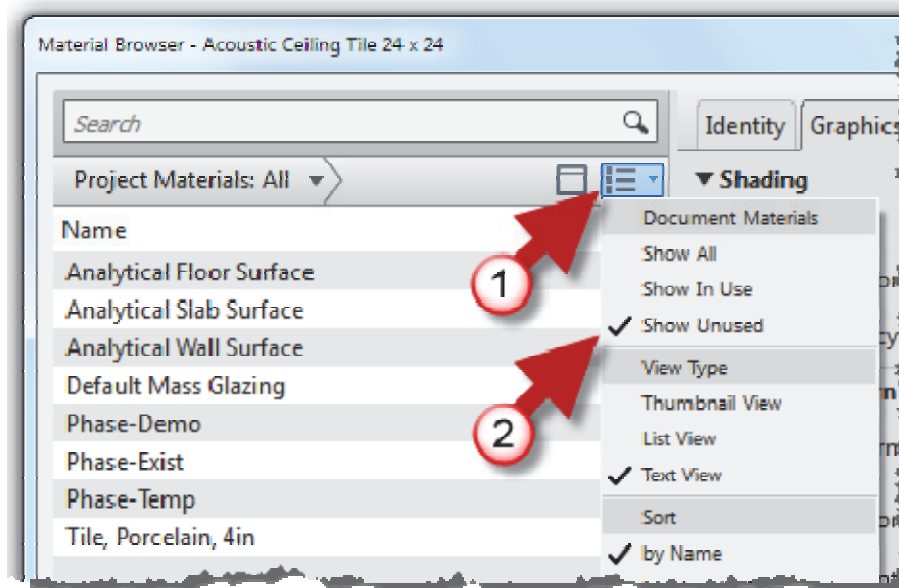 Material Browser - Acoustic Ceiling Tile 24 x 24
Search
Identity
Graphics
Project Materials: All
Shading
Name
Analytical Floor Surface
Analytical Slab Surface
Analytical Wall Surface
Default Mass Glazing
Phase-Demo
Phase-Exist
Phase-Temp
Tile, Porcelain, 4in
1
2
Document Materials
Show All
Show In Use
Show Unused
View Type
Thumbnail View
List View
Text View
Sort
by Name